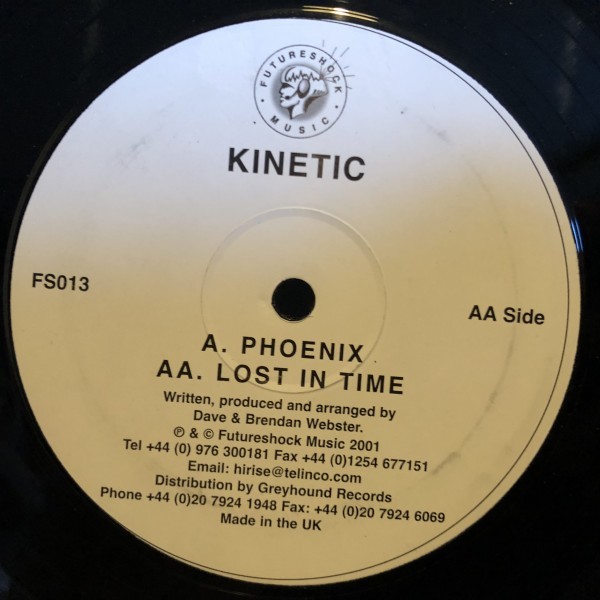 FUTURESHOCK
MUSIC
KINETIC
FS013
AA Side
A. PHOENIX
AA. LOST IN TIME
Written, produced and arranged by
Dave & Brendan Webster.
℗ & © Futureshock Music 2001
Tel +44 (0) 976 300181 Fax +44 (0)1254 677151
Email: hirise@telinco.com
Distribution by Greyhound Records
Phone +44 (0)20 7924 1948 Fax: +44 (0)20 7924 6069
Made in the UK